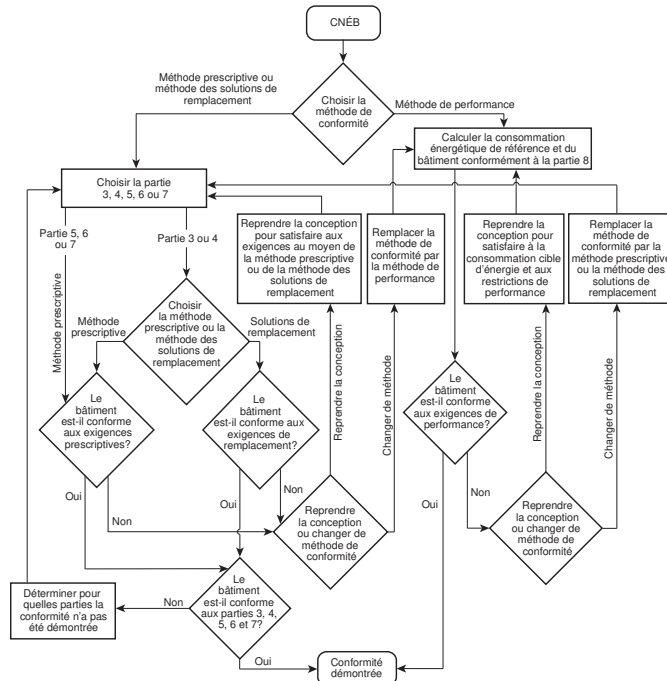 CNÉB
Méthode prescriptive ou
méthode des solutions de
remplacement
Choisir la
méthode de
conformité
Méthode de performance
Calculer la consommation
énergétique de référence et du
bâtiment conformément à la partie 8
Choisir la partie
3, 4, 5, 6 ou 7
Partie 5, 6
ou 7
Partie 3 ou 4
Reprendre la conception
pour satisfaire aux
exigences au moyen de
la méthode prescriptive
ou de la méthode des
solutions de remplacement
Remplacer la
méthode de
conformité par
la méthode de
performance
Reprendre la
conception pour
satisfaire à la
consommation cible
d'énergie et aux
restrictions de
performance
Remplacer la
méthode de
conformité par la
méthode prescriptive
ou la méthode des
solutions de
remplacement
Méthode prescriptive
Méthode
prescriptive
Choisir
la méthode
prescriptive ou la
méthode des
solutions de
remplacement
Solutions de
remplacement
Reprendre la conception
Changer de méthode
Reprendre la conception
Changer de méthode
Le
bâtiment
est-il conforme
aux exigences
prescriptives?
Le
bâtiment
est-il conforme aux
exigences de
remplacement?
Le
bâtiment
est-il conforme
aux exigences de
performance?
Oui
Non
Oui
Non
Oui
Non
Reprendre
la conception
ou changer de
méthode de
conformité
Reprendre
la conception
ou changer de
méthode de
conformité
Déterminer pour
quelles parties la
conformité n'a pas
été démontrée
Non
Le
bâtiment
est-il conforme
aux parties 3, 4,
5, 6 et 7?
Oui
Conformité
démontrée